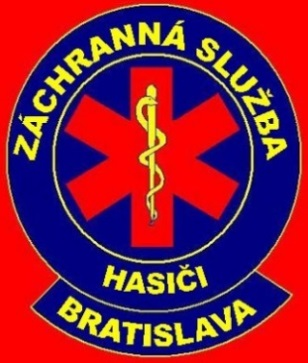 ZÁCHRANNÁ SLUŽBA
HASIČI
BRATISLAVA